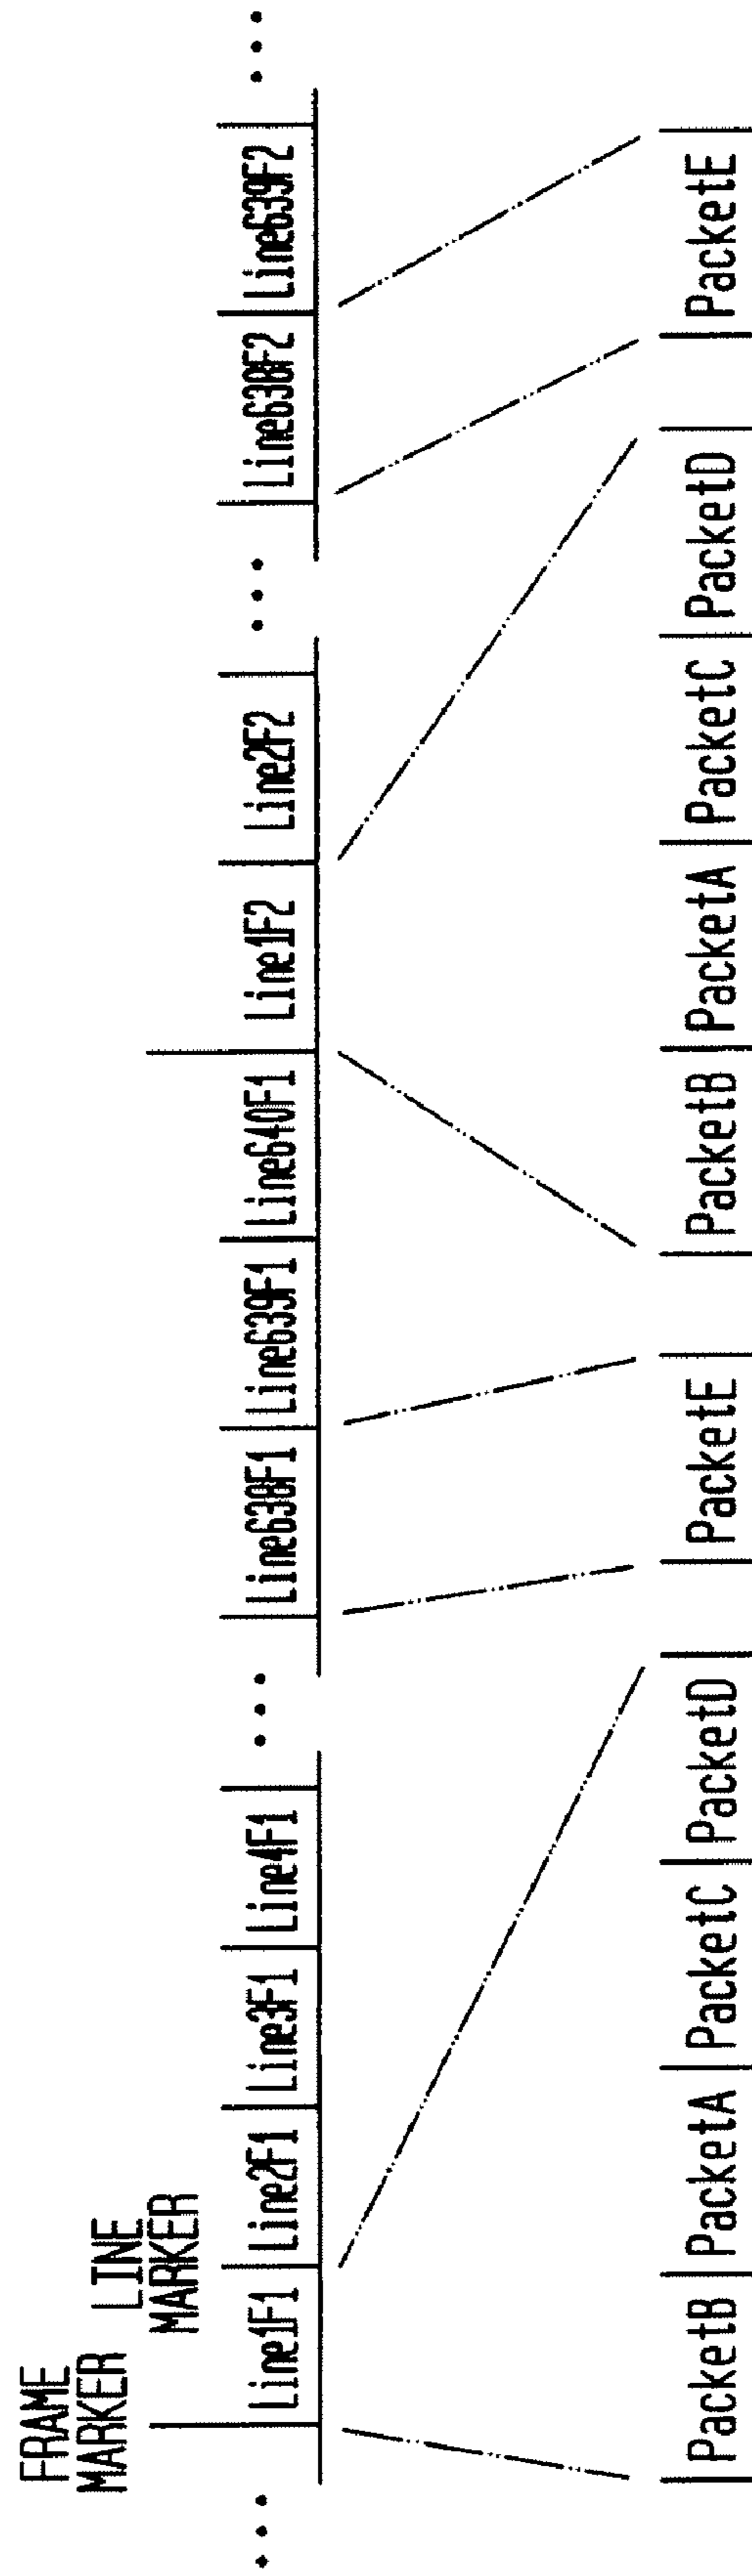 FRAME
MARKER
LINE
MARKER
... Line1F1 Line2F1 Line3F1 Line4F1 ... Line638F1 Line639F1 Line640F1 Line1F2 Line2F2 ... Line638F2 Line639F2 ...
PacketB PacketA PacketC PacketD PacketE PacketB PacketA PacketC PacketD PacketE